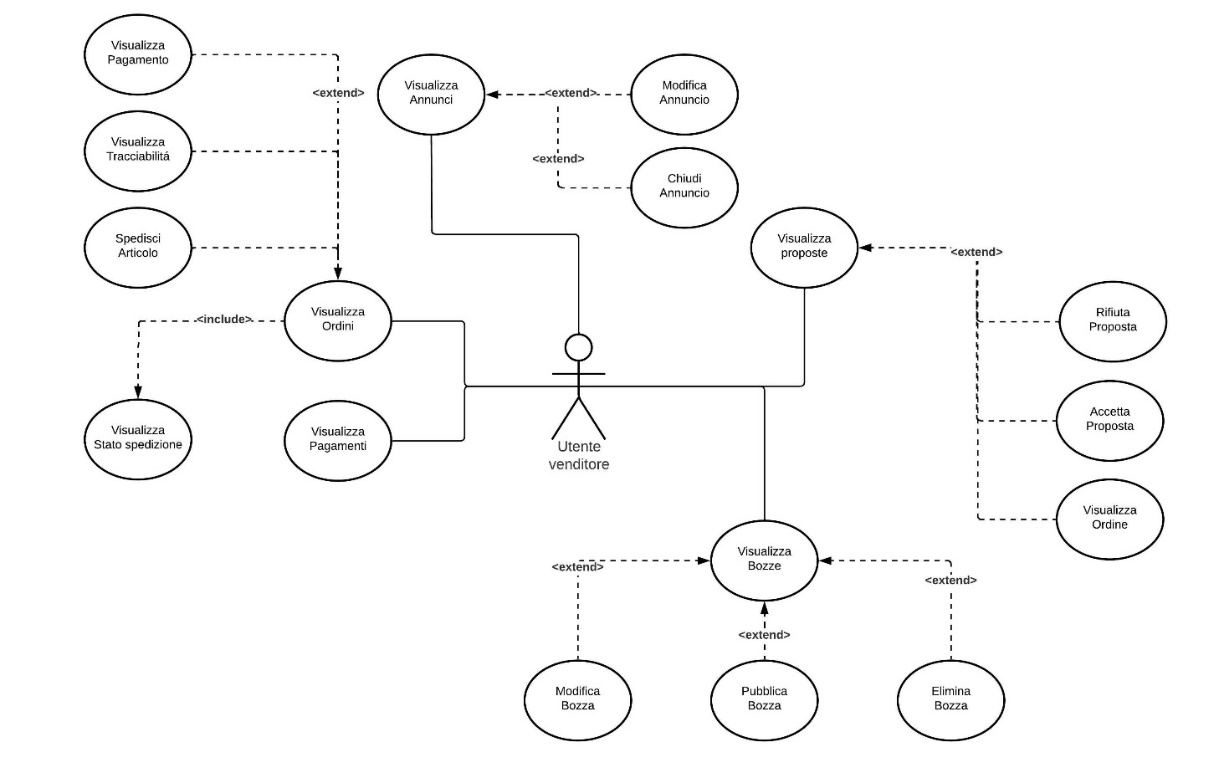 Visualizza
Pagamento
<extend>
Visualizza
Annunci
<extend>
Modifica
Annuncio
Visualizza
Tracciabilitá
<extend>
Chiudi
Annuncio
Spedisci
Articolo
Visualizza
proposte
<extend>
<include>
Visualizza
Ordini
Rifiuta
Proposta
Visualizza
Stato spedizione
Visualizza
Pagamenti
Utente
venditore
Accetta
Proposta
Visualizza
Ordine
<extend>
Visualizza
Bozze
<extend>
<extend>
Modifica
Bozza
Pubblica
Bozza
Elimina
Bozza